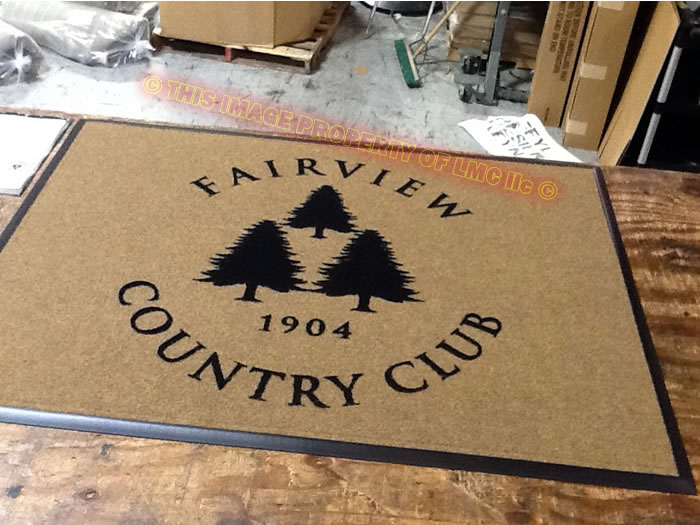 © THIS IMAGE PROPERTY OF LMC llc ©
FAIRVIEW
1904
COUNTRY CLUB